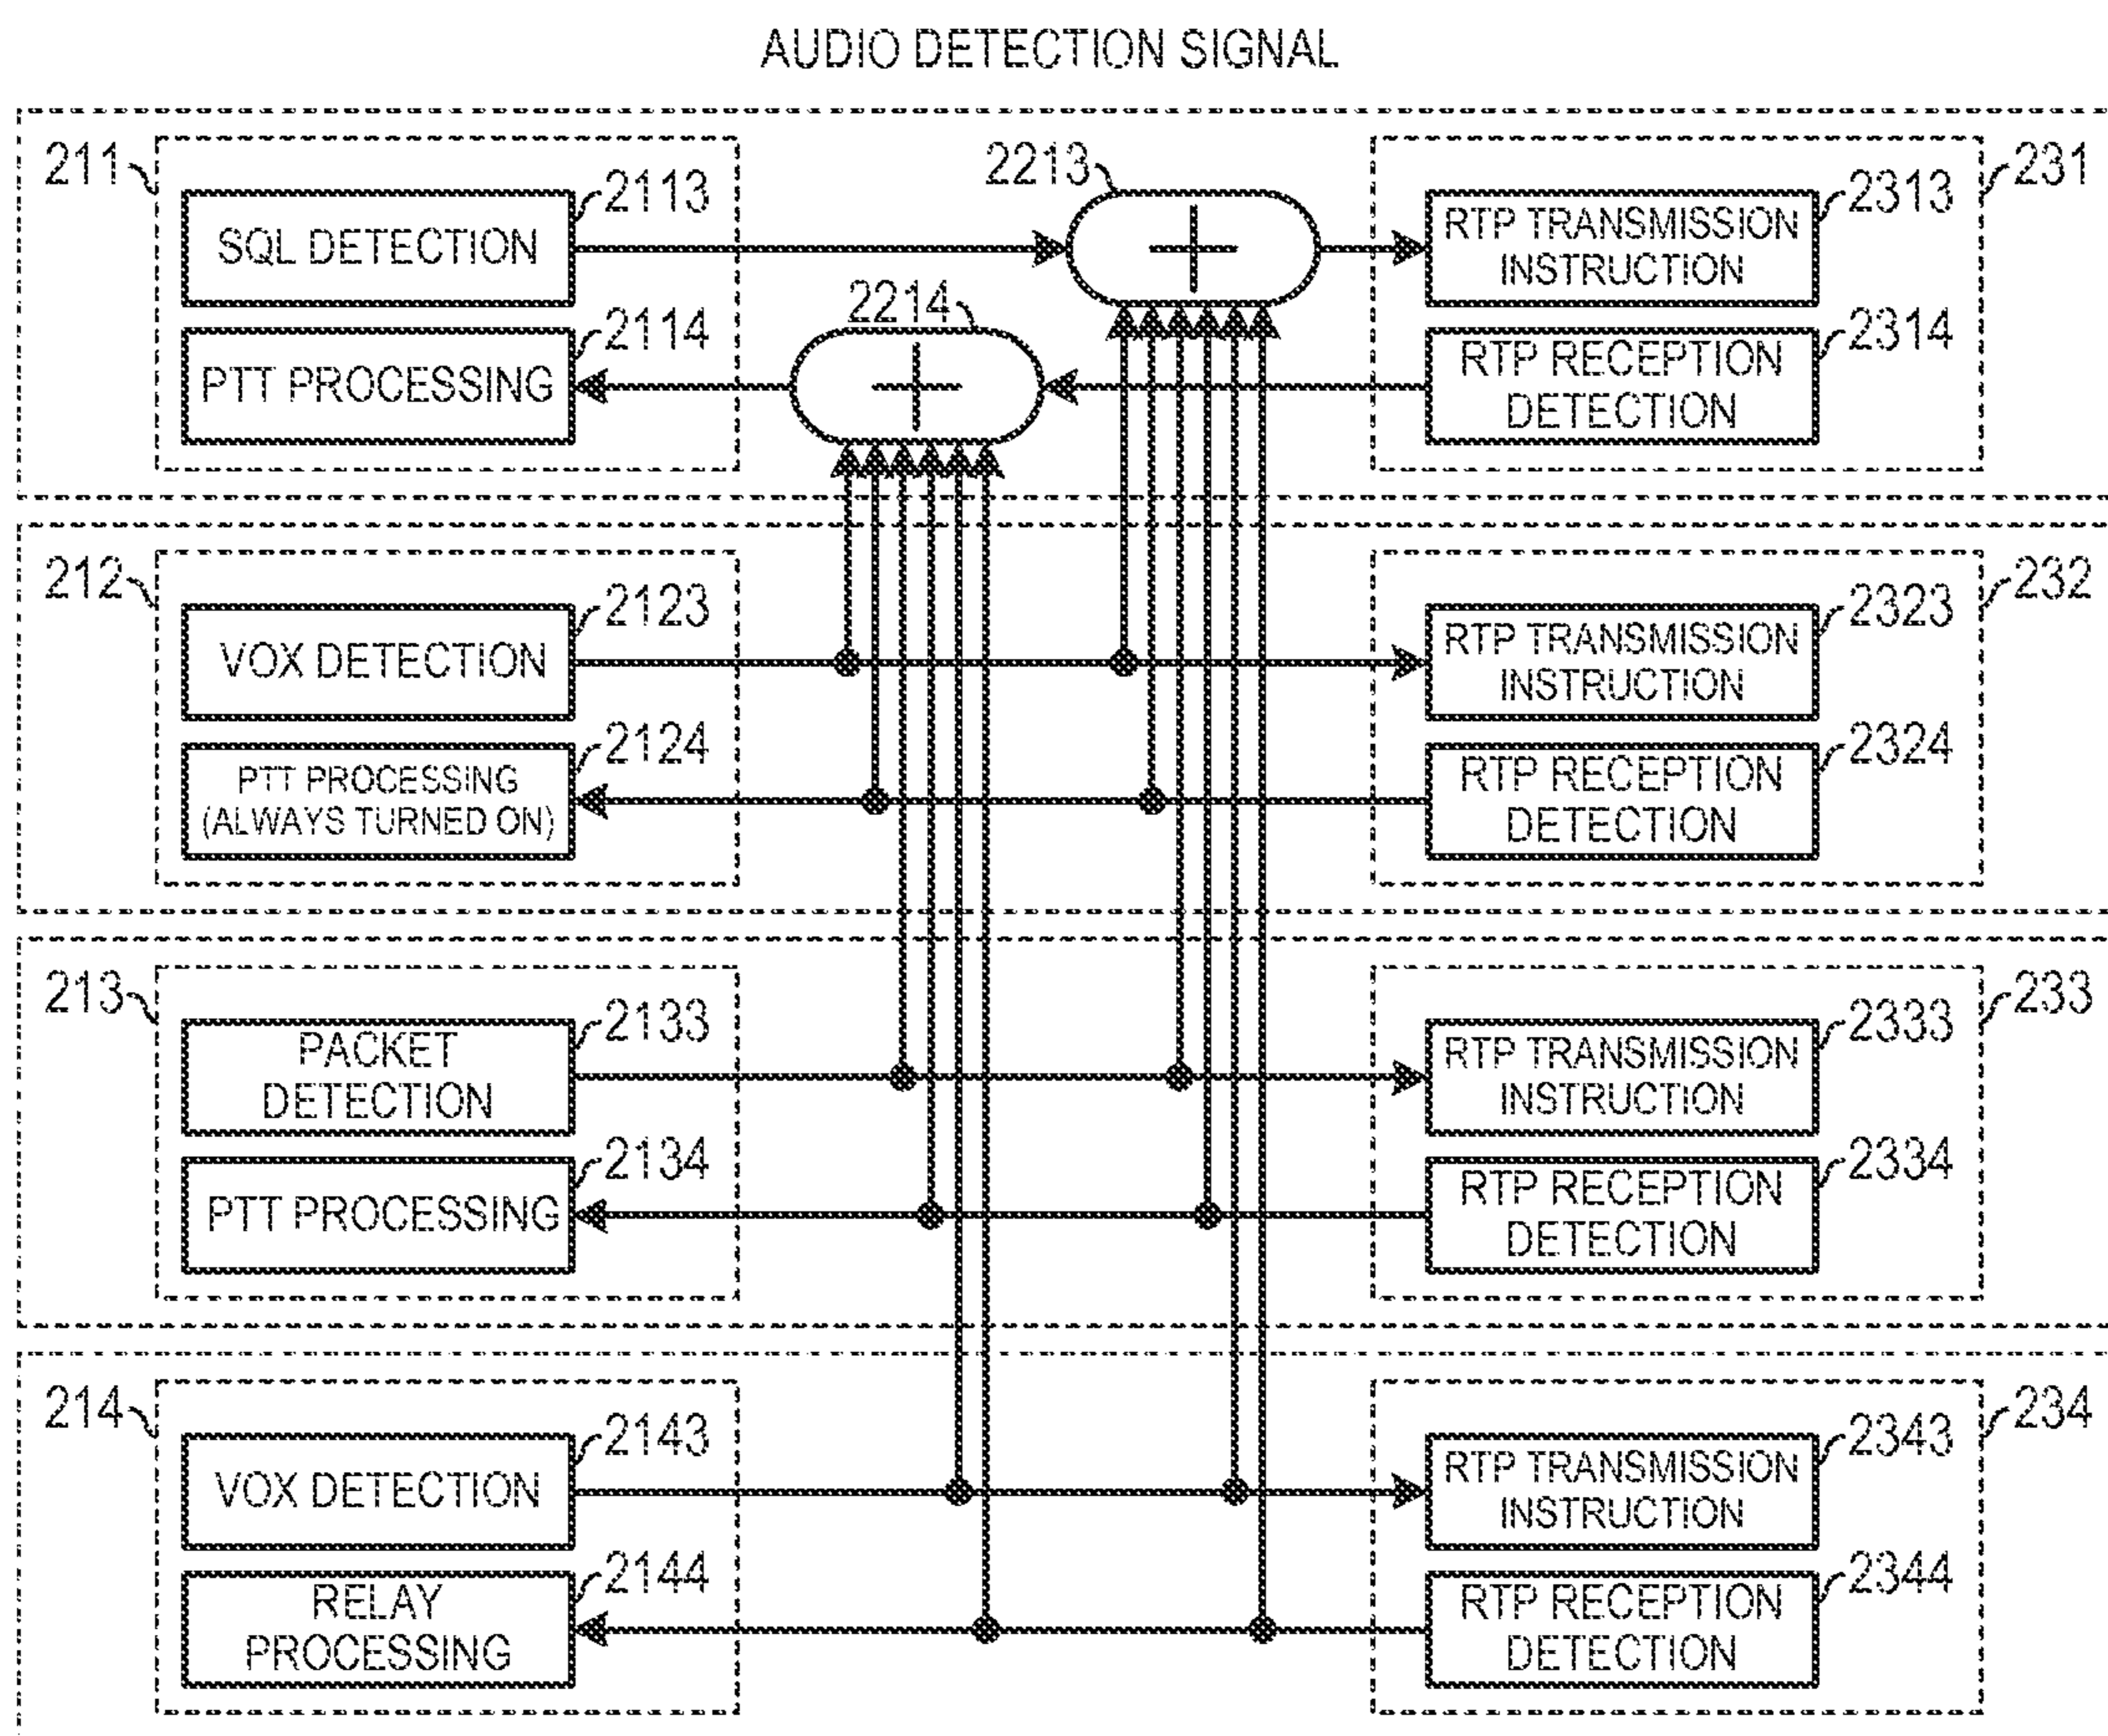 AUDIO DETECTION SIGNAL
211
2113
SQL DETECTION
2114
PTT PROCESSING
2213
+
2214
+
231
2313
RTP TRANSMISSION
INSTRUCTION
2314
RTP RECEPTION
DETECTION
212
2123
VOX DETECTION
2124
PTT PROCESSING
(ALWAYS TURNED ON)
232
2323
RTP TRANSMISSION
INSTRUCTION
2324
RTP RECEPTION
DETECTION
213
2133
PACKET
DETECTION
2134
PTT PROCESSING
233
2333
RTP TRANSMISSION
INSTRUCTION
2334
RTP RECEPTION
DETECTION
214
2143
VOX DETECTION
2144
RELAY
PROCESSING
234
2343
RTP TRANSMISSION
INSTRUCTION
2344
RTP RECEPTION
DETECTION